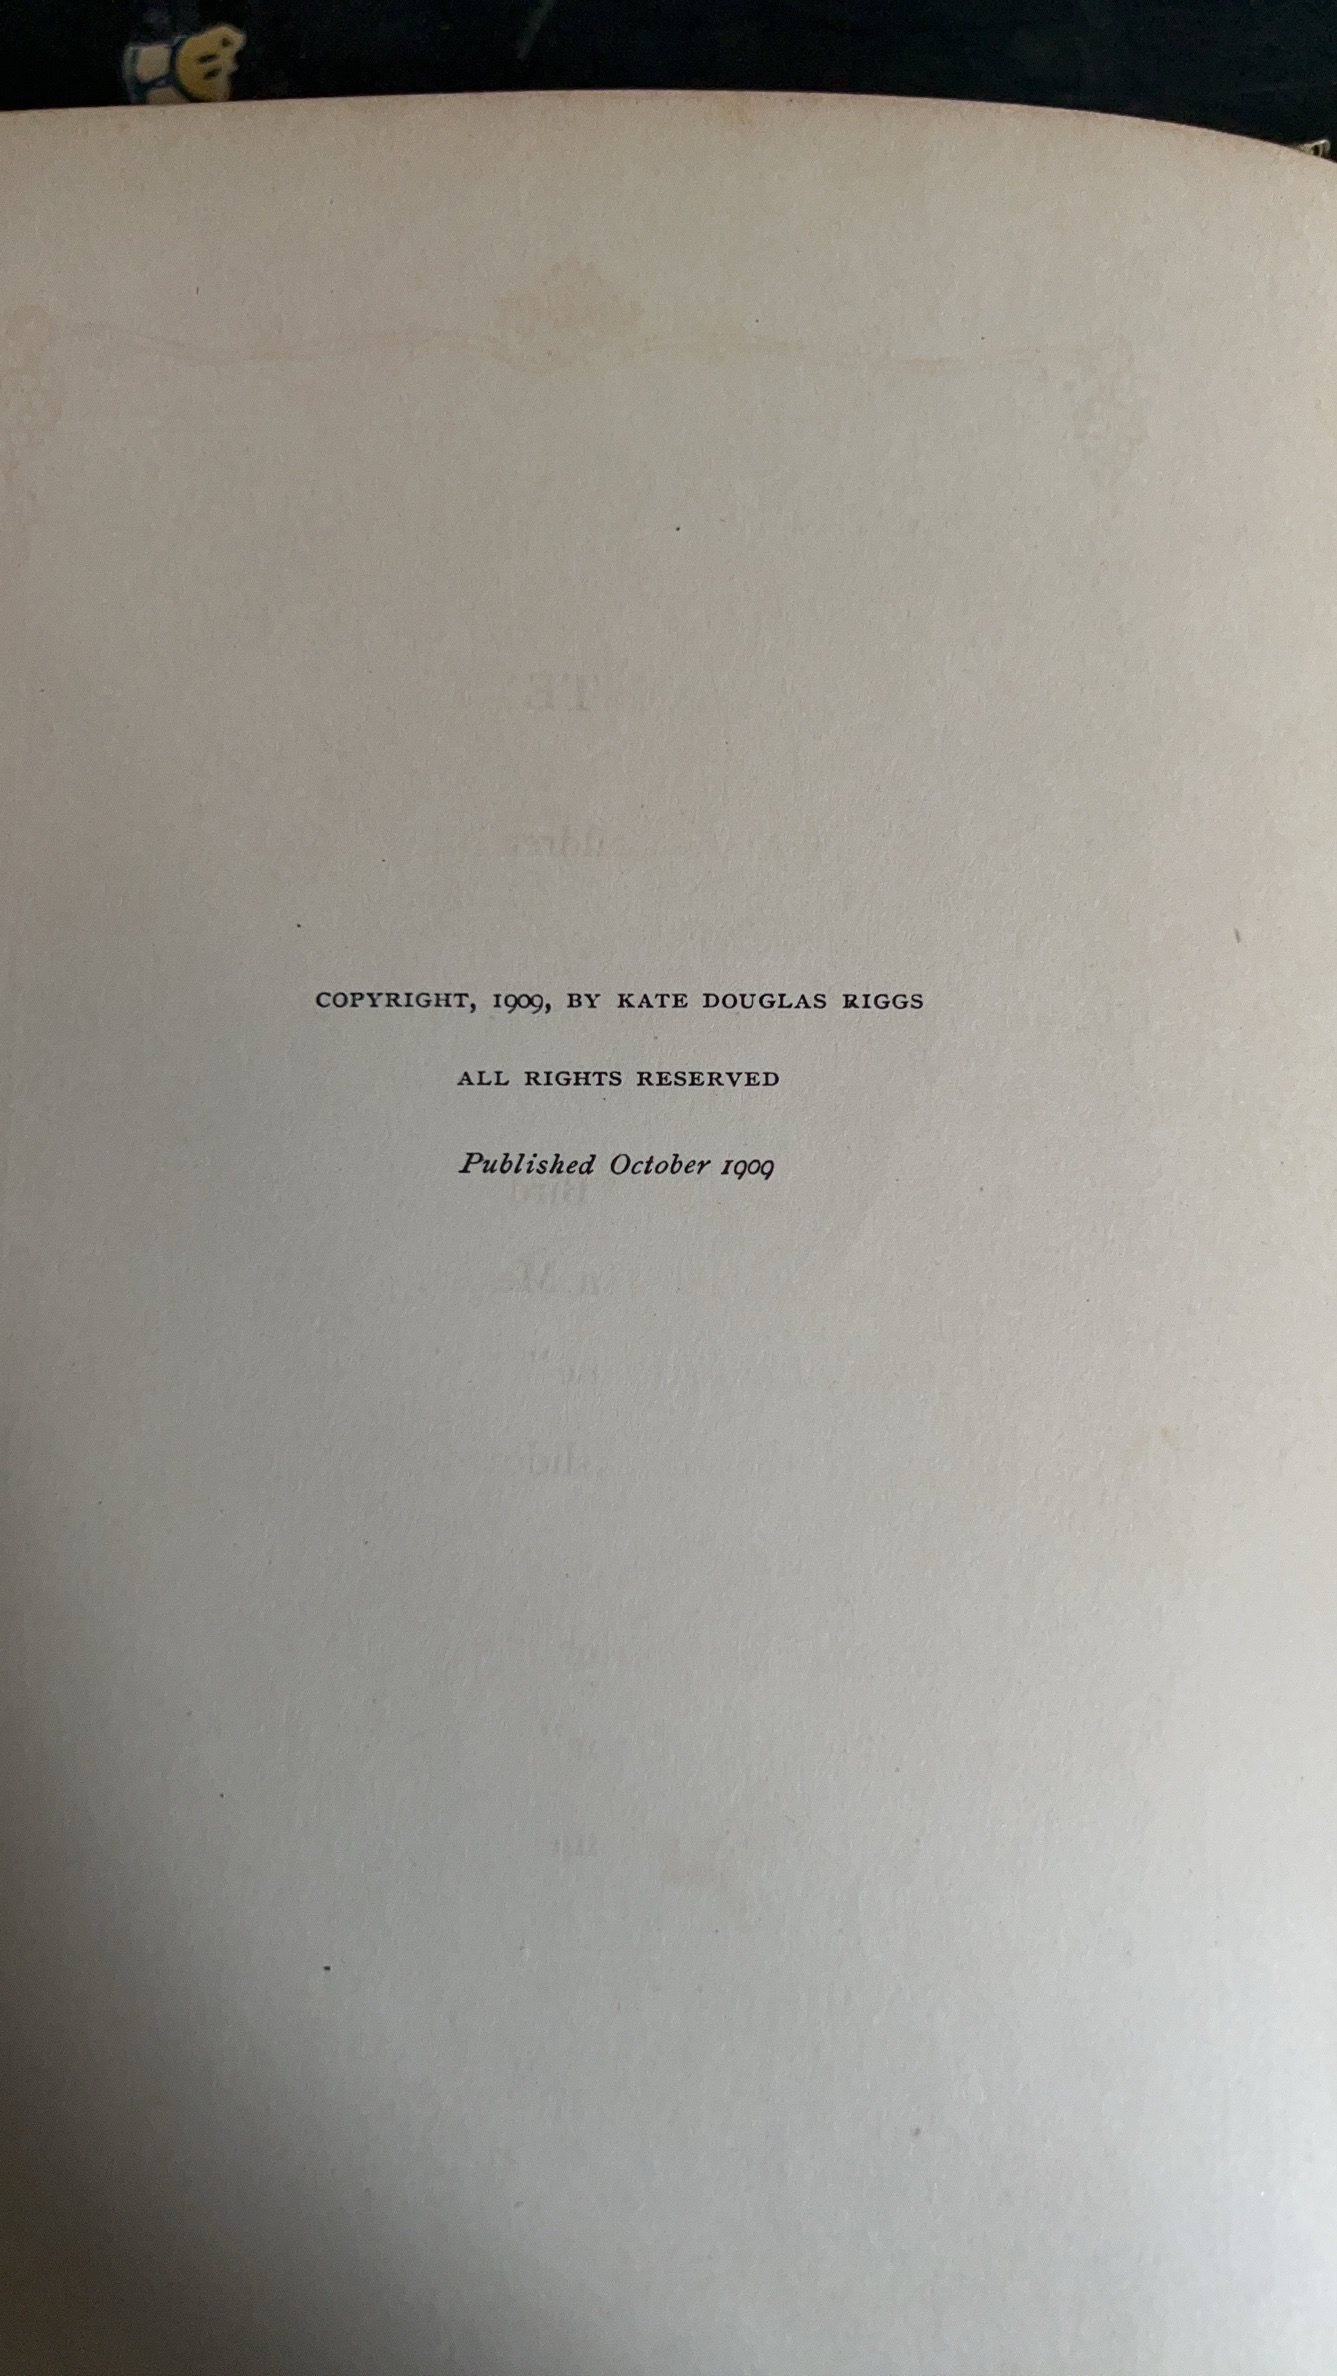 COPYRIGHT, 1909, BY KATE DOUGLAS RIGGS
ALL RIGHTS RESERVED
Published October 1909